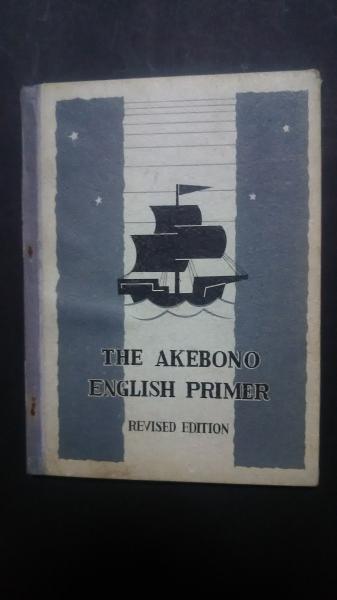 THE AKEBONO
ENGLISH PRIMER
REVISED EDITION